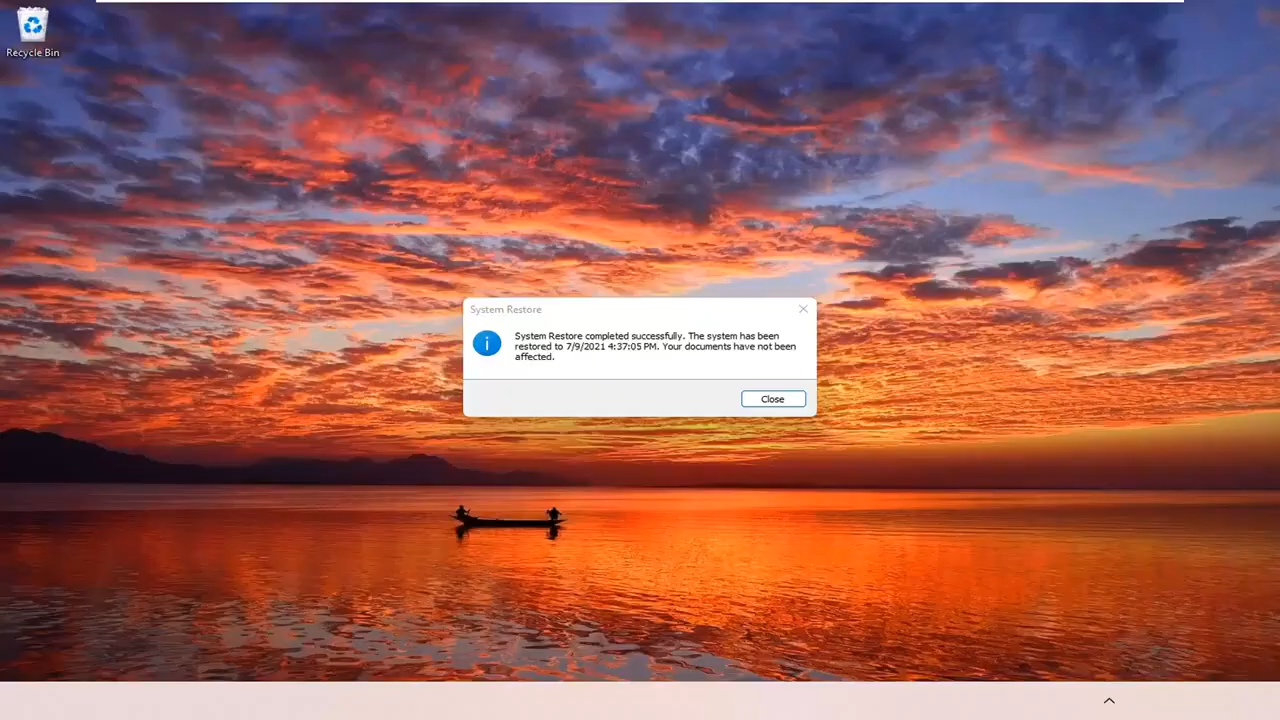 Recycle Bin
System Restore
System Restore completed successfully. The system has been
restored to 7/9/2021 4:37:05 PM. Your documents have not been
affected.
Close